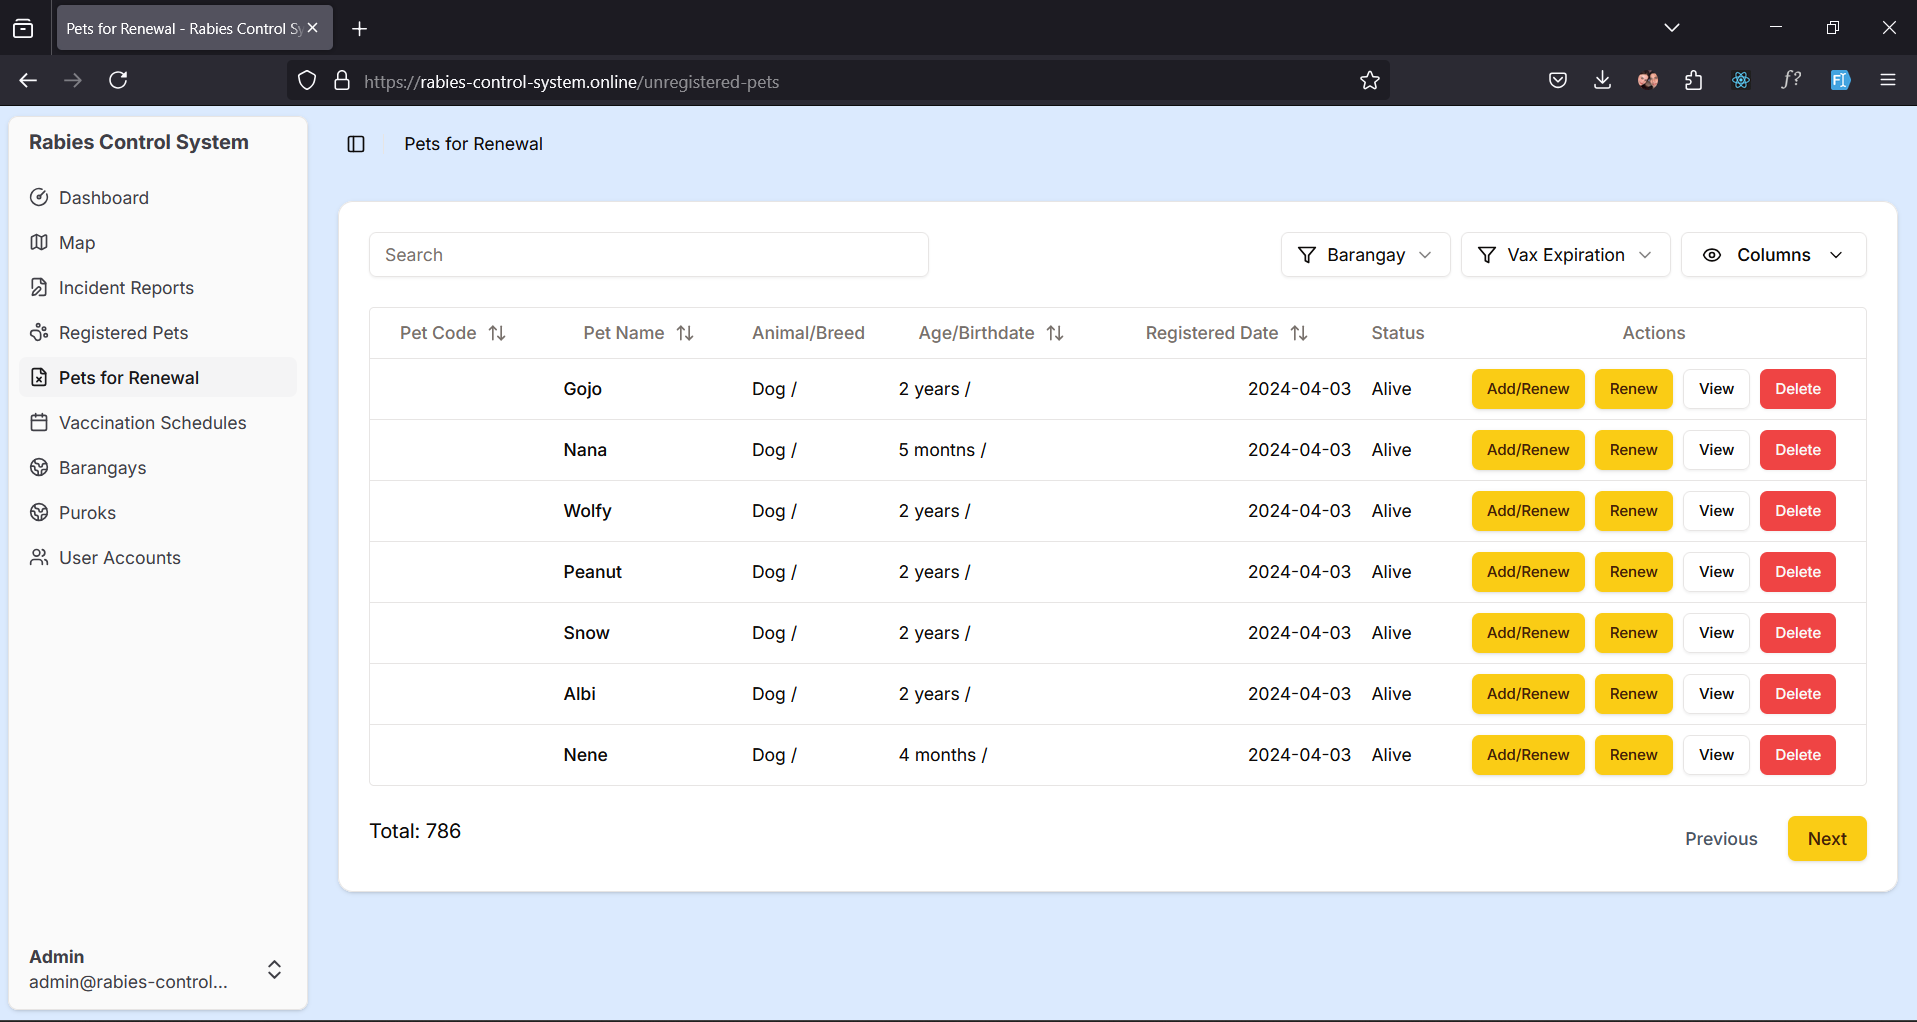 Pets for Renewal - Rabies Control Sy
https://rabies-control-system.online/unregistered-pets
f?
FI
Rabies Control System
Dashboard
Map
Incident Reports
Registered Pets
Pets for Renewal
Vaccination Schedules
Barangays
Puroks
User Accounts
Admin
admin@rabies-control...
Pets for Renewal
Search
Barangay
Vax Expiration
Columns
Pet Code Pet Name Animal/Breed Age/Birthdate Registered Date Status Actions
Gojo Dog / 2 years / 2024-04-03 Alive Add/Renew Renew View Delete
Nana Dog / 5 montns / 2024-04-03 Alive Add/Renew Renew View Delete
Wolfy Dog / 2 years / 2024-04-03 Alive Add/Renew Renew View Delete
Peanut Dog / 2 years / 2024-04-03 Alive Add/Renew Renew View Delete
Snow Dog / 2 years / 2024-04-03 Alive Add/Renew Renew View Delete
Albi Dog / 2 years / 2024-04-03 Alive Add/Renew Renew View Delete
Nene Dog / 4 months / 2024-04-03 Alive Add/Renew Renew View Delete
Total: 786
Previous
Next